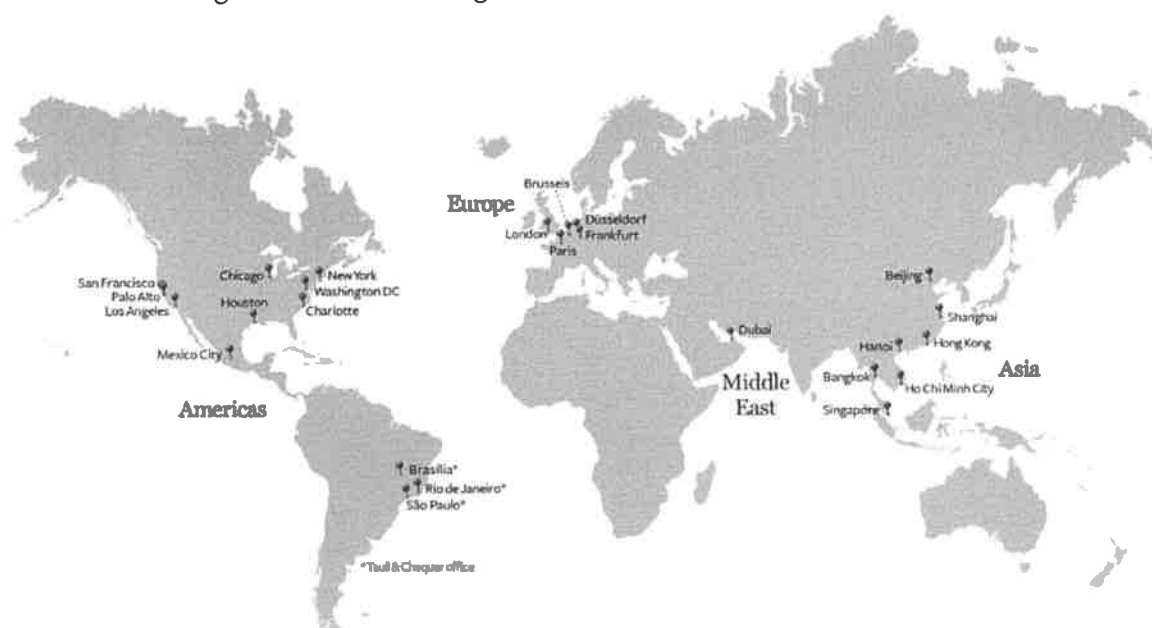 Brussels
Europe
Düsseldorf
London
Frankfurt
Paris
San Francisco
Palo Alto
Los Angeles
Chicago
New York
Washington DC
Houston
Charlotte
Mexico City
Americas
Beijing
Shanghai
Dubai
Hanoi
Hong Kong
Middle
East
Bangkok
Asia
Ho Chi Minh City
Singapore
Brasília*
Rio de Janeiro*
São Paulo*
*Tauil & Chequer office